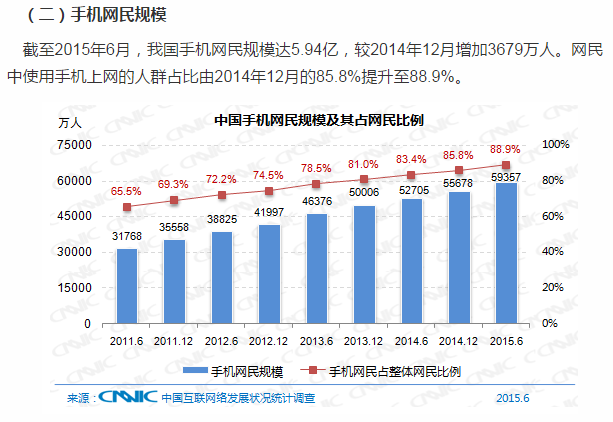 （二）手机网民规模
截至2015年6月，我国手机网民规模达5.94亿，较2014年12月增加3679万人。网民
中使用手机上网的人群占比由2014年12月的85.8%提升至88.9%。
中国手机网民规模及其占网民比例
万人
75000
60000
45000
30000
15000
0
100%
80%
60%
40%
20%
0%
65.5% 69.3% 72.2% 74.5% 78.5% 81.0% 83.4% 85.8% 88.9%
31768 35558 38825 41997 46376 50006 52705 55678 59357
2011.6 2011.12 2012.6 2012.12 2013.6 2013.12 2014.6 2014.12 2015.6
手机网民规模 手机网民占整体网民比例
来源：CNNIC 中国互联网络发展状况统计调查 2015.6